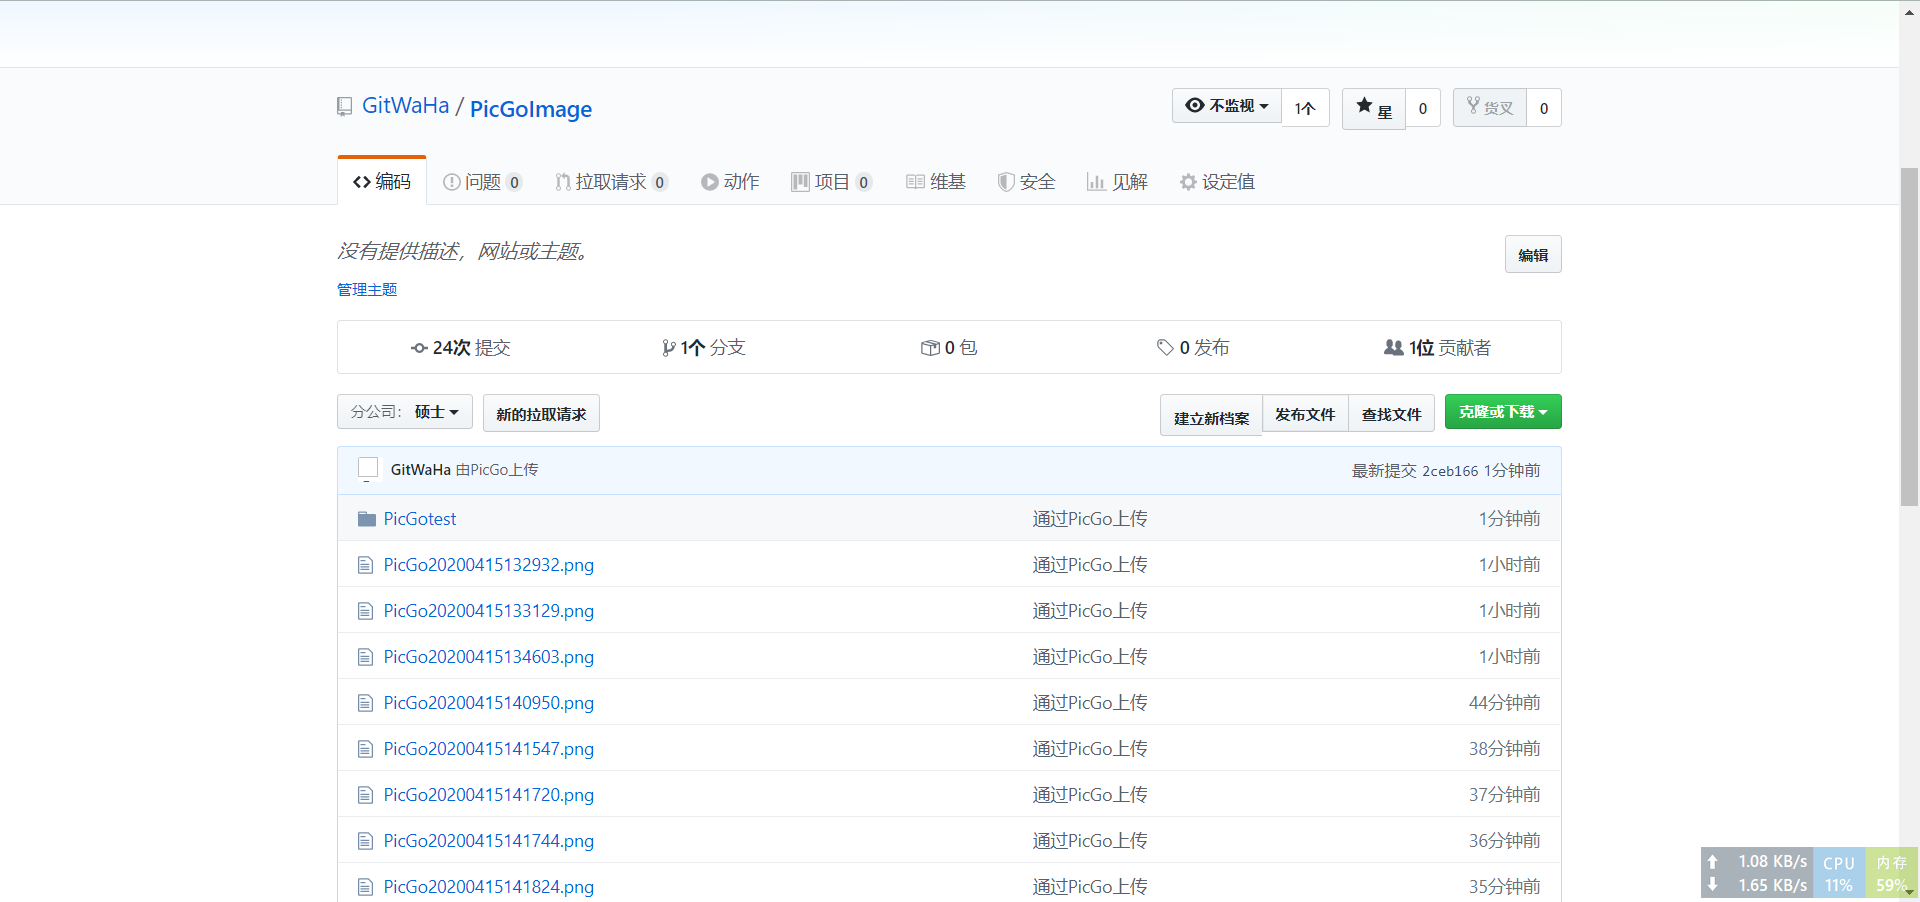 GitWaHa / PicGoImage
不监视 1个 星 0 货叉 0
编码 问题 0 拉取请求 0 动作 项目 0 维基 安全 见解 设定值
没有提供描述，网站或主题。
编辑
管理主题
24次 提交 1个 分支 0 包 0 发布 1位 贡献者
分公司： 硕士 新的拉取请求 建立新档案 发布文件 查找文件 克隆或下载
GitWaHa 由PicGo上传 最新提交 2ceb166 1分钟前
PicGotest 通过PicGo上传 1分钟前
PicGo20200415132932.png 通过PicGo上传 1小时前
PicGo20200415133129.png 通过PicGo上传 1小时前
PicGo20200415134603.png 通过PicGo上传 1小时前
PicGo20200415140950.png 通过PicGo上传 44分钟前
PicGo20200415141547.png 通过PicGo上传 38分钟前
PicGo20200415141720.png 通过PicGo上传 37分钟前
PicGo20200415141744.png 通过PicGo上传 36分钟前
PicGo20200415141824.png 通过PicGo上传 35分钟前
1.08 KB/s CPU 内存
1.65 KB/s 11% 59%